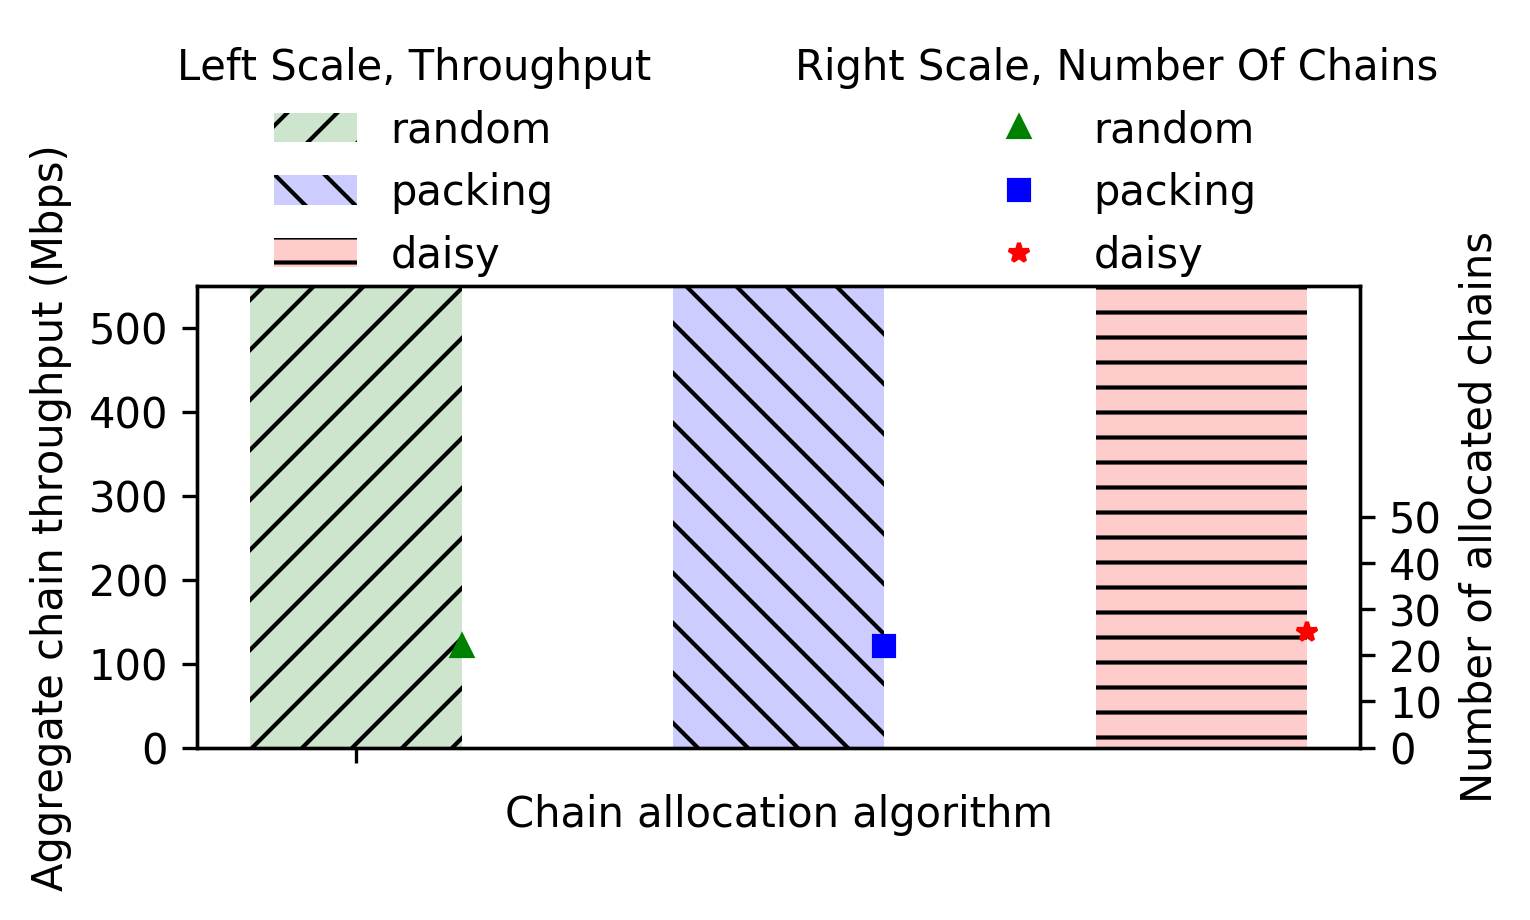 Left Scale, Throughput
random
packing
daisy
Right Scale, Number Of Chains
random
packing
daisy
Aggregate chain throughput (Mbps)
500
400
300
200
100
0
50
40
30
20
10
0
Number of allocated chains
Chain allocation algorithm